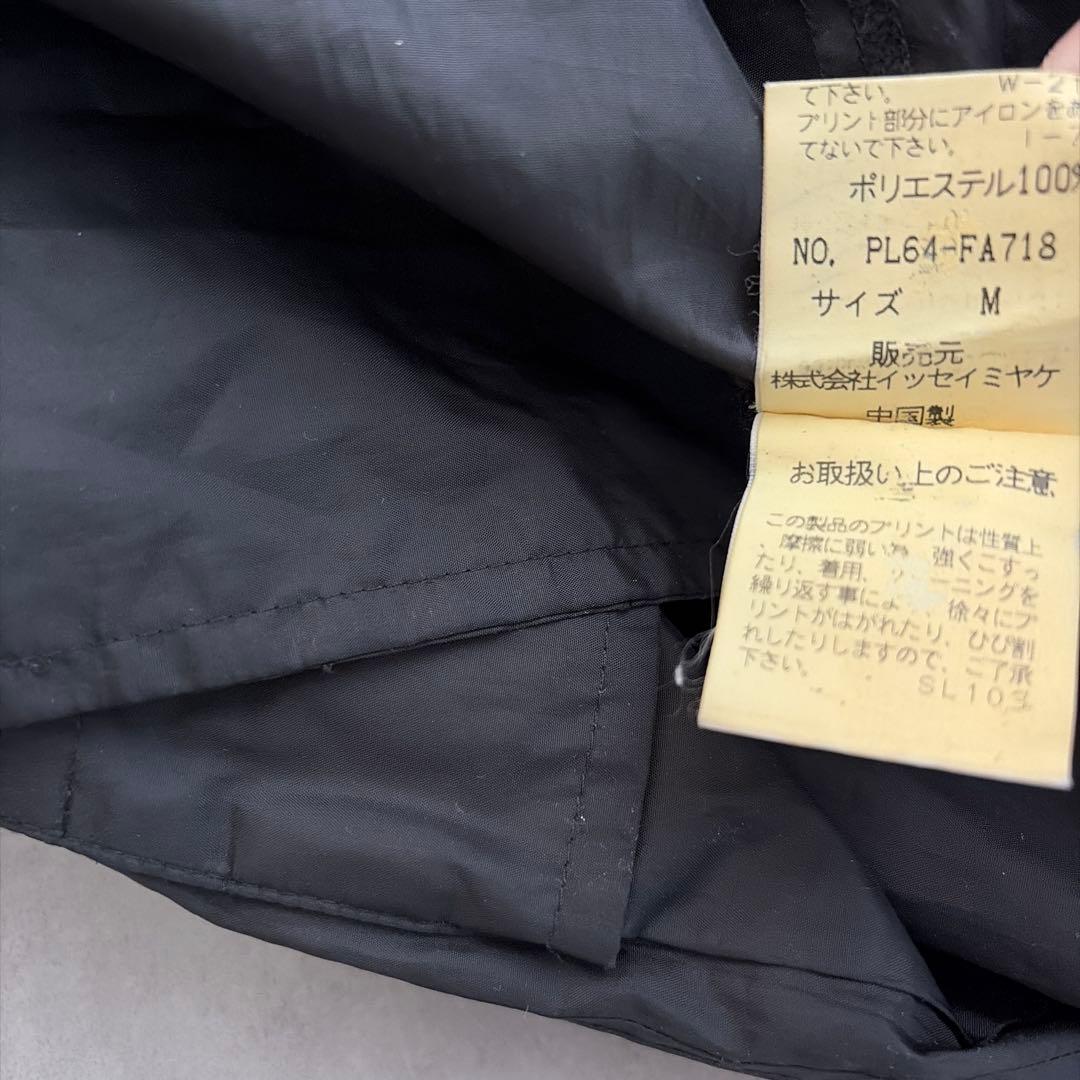 て下さい。 W-2
プリント部分にアイロンをあ
てないで下さい。 I-
ポリエステル100%
NO. PL64-FA718
サイズ M
販売元
株式会社イッセイミヤケ
中国製
お取扱い上のご注意
この製品のプリントは性質上
、摩擦に弱い為、強くこすっ
たり、着用、 ーニングを
繰り返す事によ 徐々にプ
リントがはがれたり、ひび割
れしたりしますので、ご了承
下さい。 SL103